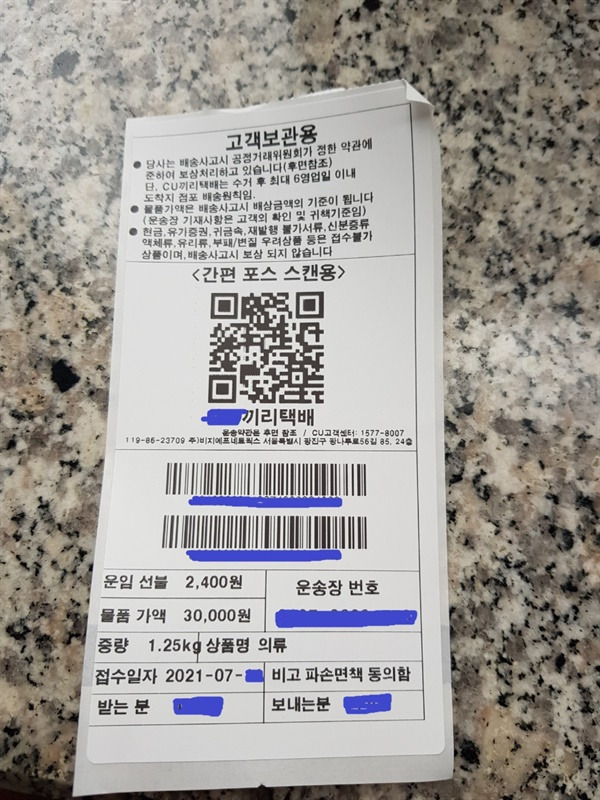 고객보관용
● 당사는 배송사고시 공정거래위원회가 정한 약관에
준하여 보상처리하고 있습니다(후면참조)
단, CU끼리택배는 수거 후 최대 6영업일 이내
도착지 점포 배송원칙임.
● 물품가액은 배송사고시 배상금액의 기준이 됩니다
(운송장 기재사항은 고객의 확인 및 귀책기준임)
● 현금,유가증권,귀금속,재발행 불가서류,신분증류
액체류,유리류,부패/변질 우려상품 등은 접수불가
상품이며,배송사고시 보상 되지 않습니다
<간편 포스 스캔용>
끼리택배
운송약관은 후면 참조 / CU고객센터: 1577-8007
119-86-23709 주)비지에프네트웍스 서울특별시 광진구 광나루로56길 85, 24층
운임 선불 2,400원
운송장 번호
물품 가액 30,000원
중량 1.25kg 상품명 의류
접수일자 2021-07-
비고 파손면책 동의함
받는 분
보내는분